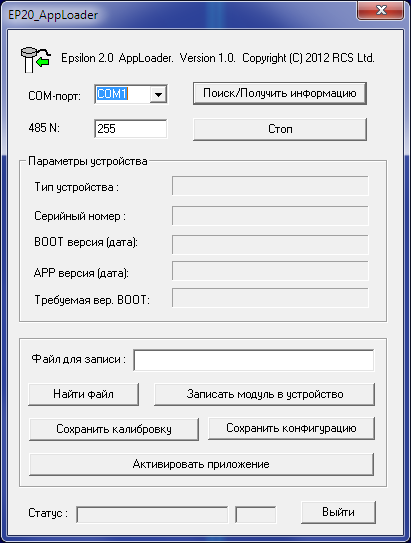 EP20_AppLoader
Epsilon 2.0 AppLoader. Version 1.0. Copyright (C) 2012 RCS Ltd.
COM-порт: COM1 Поиск/Получить информацию
485 N: 255 Стоп
Параметры устройства
Тип устройства :
Серийный номер :
BOOT версия (дата):
APP версия (дата):
Требуемая вер. BOOT:
Файл для записи :
Найти файл Записать модуль в устройство
Сохранить калибровку Сохранить конфигурацию
Активировать приложение
Статус : Выйти